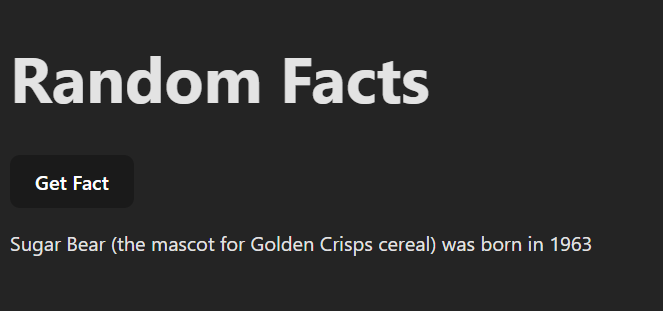 Random Facts
Get Fact
Sugar Bear (the mascot for Golden Crisps cereal) was born in 1963